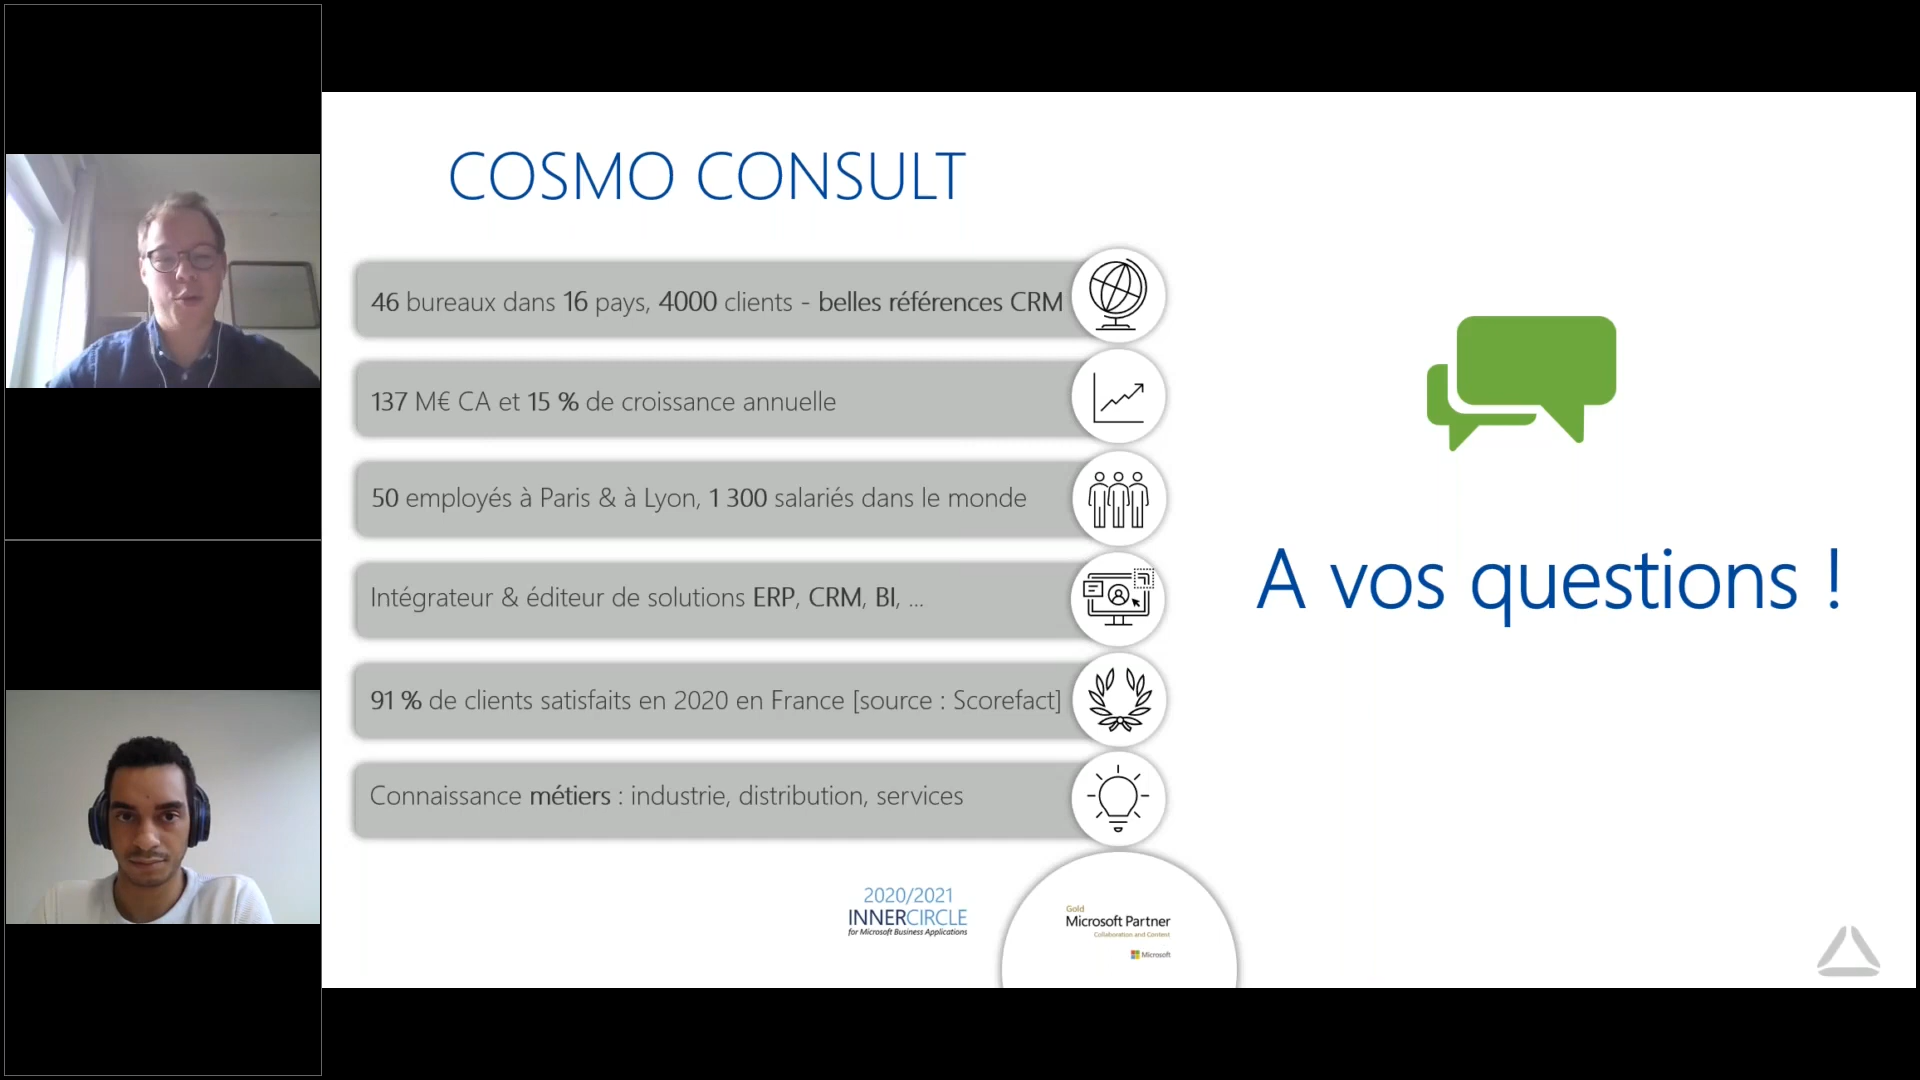 COSMO CONSULT
46 bureaux dans 16 pays, 4000 clients - belles références CRM
137 M€ CA et 15 % de croissance annuelle
50 employés à Paris & à Lyon, 1 300 salariés dans le monde
Intégrateur & éditeur de solutions ERP, CRM, BI, ...
91 % de clients satisfaits en 2020 en France [source : Scorefact]
Connaissance métiers : industrie, distribution, services
2020/2021
INNERCIRCLE
for Microsoft Business Applications
Gold
Microsoft Partner
Collaboration and Content
Microsoft
A vos questions !